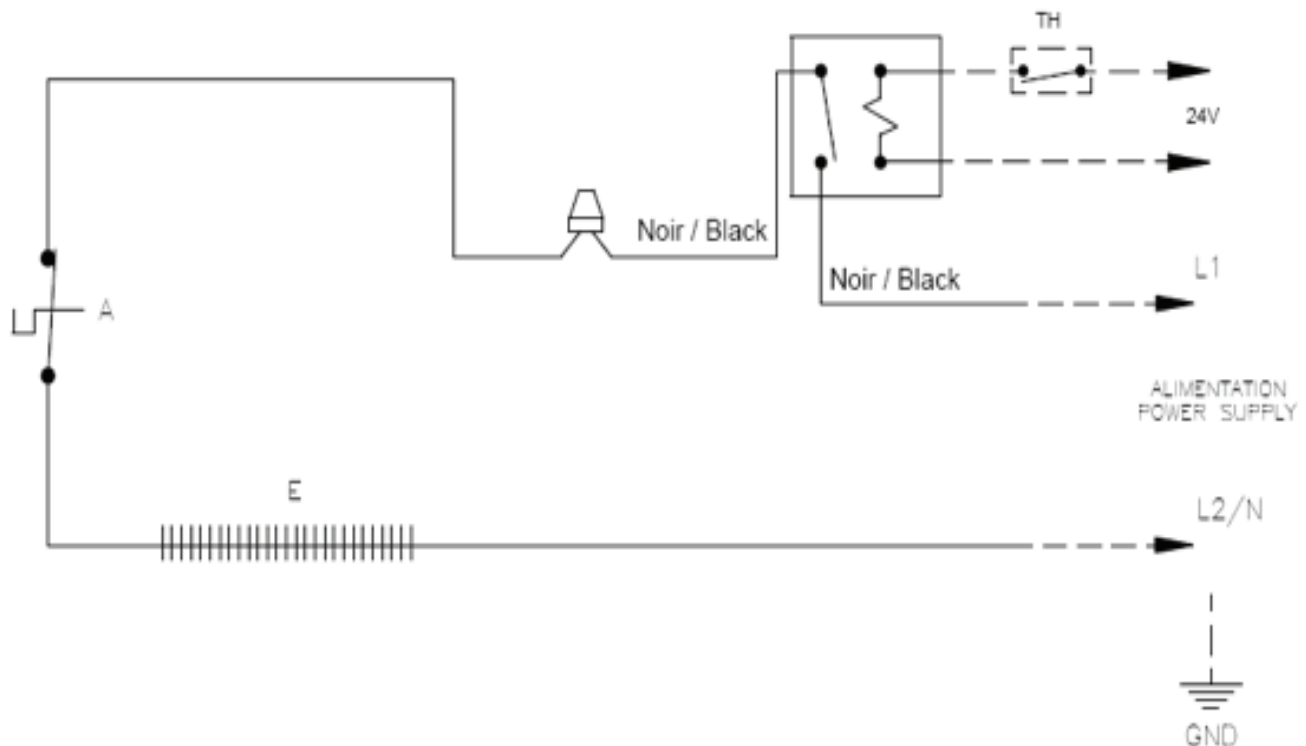 TH
24V
Noir / Black
Noir / Black
L1
A
ALIMENTATION
POWER SUPPLY
E
L2/N
GND